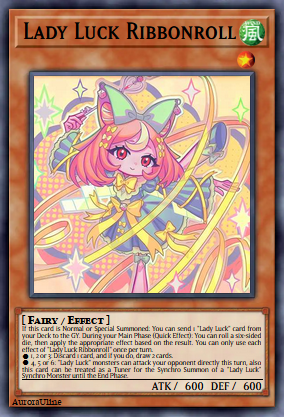 LADY LUCK RIBBONROLL
WIND
風
[ FAIRY / EFFECT ]
If this card is Normal or Special Summoned: You can send 1 "Lady Luck" card from
your Deck to the GY. During your Main Phase (Quick Effect): You can roll a six-sided
die, then apply the appropriate effect based on the result. You can only use each
effect of "Lady Luck Ribbonroll" once per turn.
● 1, 2 or 3: Discard 1 card, and if you do, draw 2 cards.
● 4, 5 or 6: "Lady Luck" monsters can attack your opponent directly this turn, also
this card can be treated as a Tuner for the Synchro Summon of a "Lady Luck"
Synchro Monster until the End Phase.
ATK / 600 DEF / 600
AuroraUline